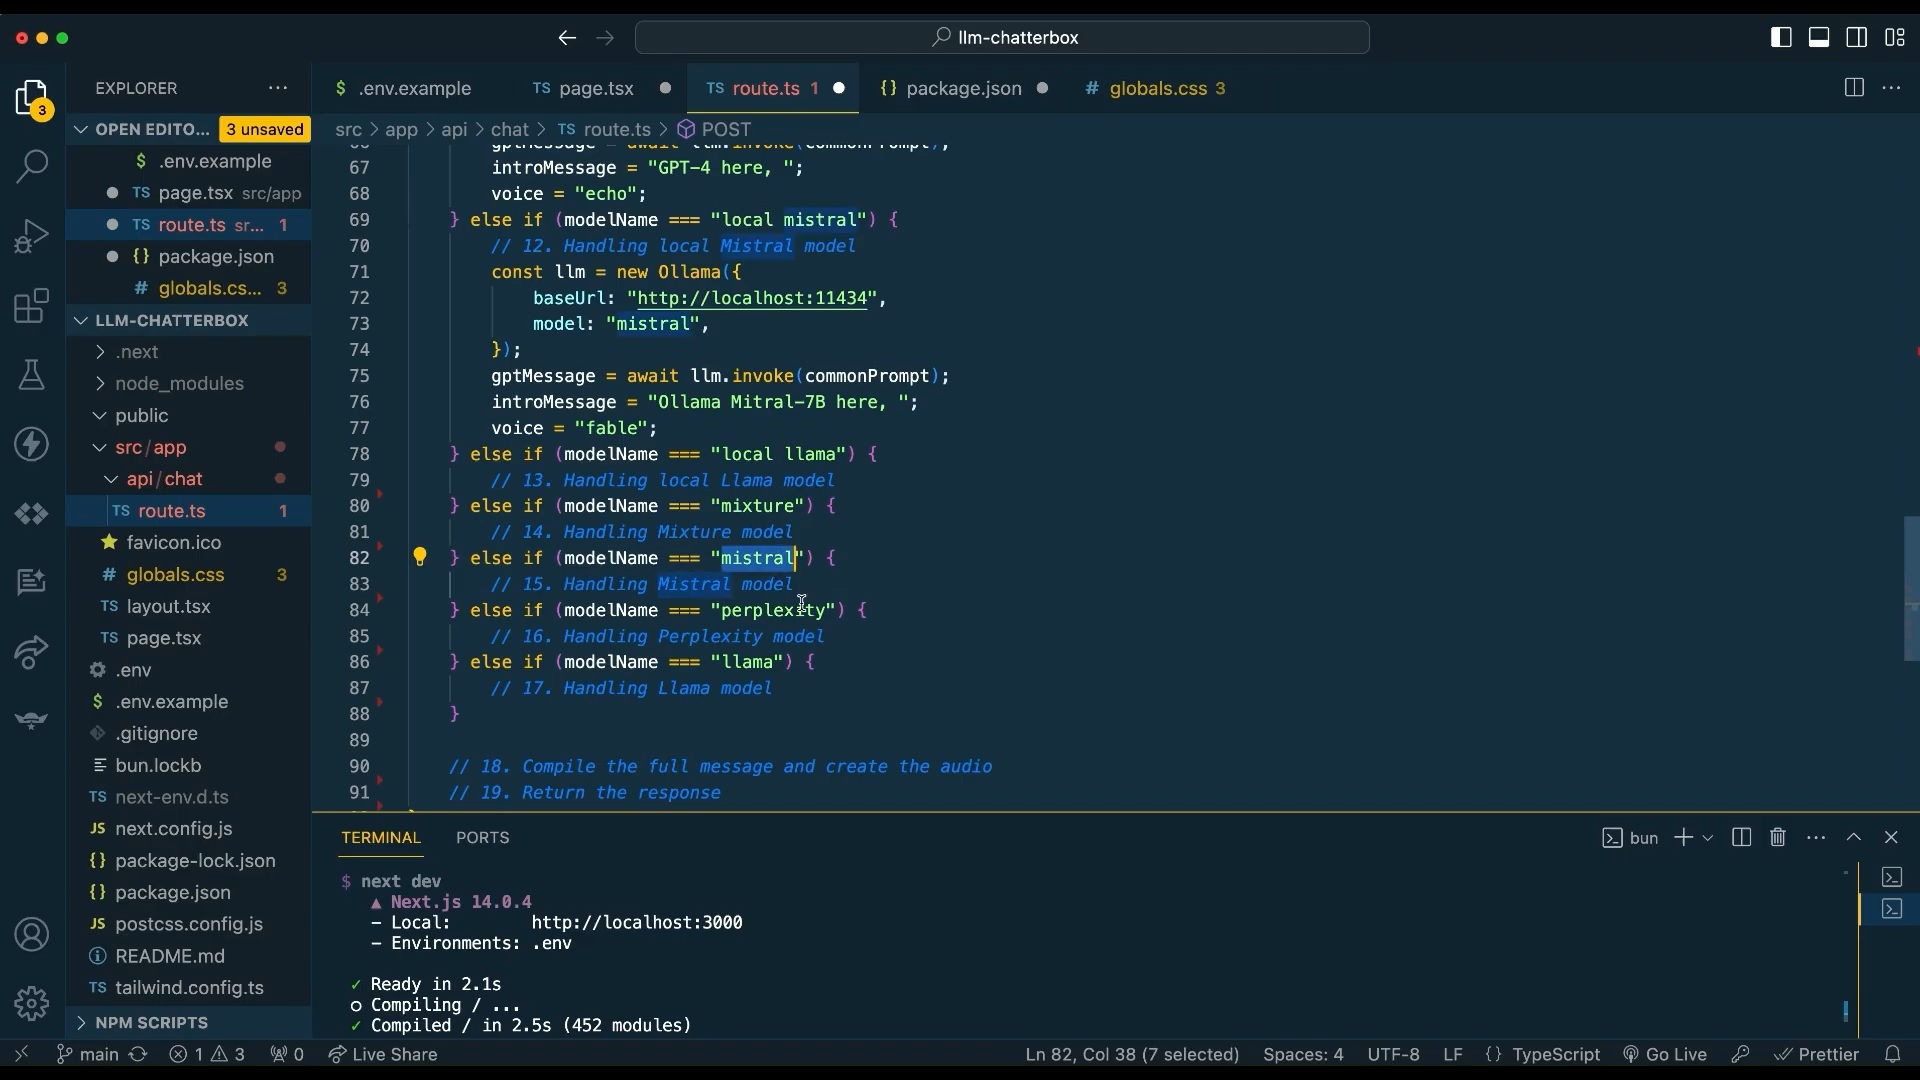 llm-chatterbox
EXPLORER
$ .env.example
TS page.tsx
TS route.ts 1
{} package.json
# globals.css 3
3
OPEN EDITO... 3 unsaved
src > app > api > chat > TS route.ts > POST
$ .env.example
TS page.tsx src/app
TS route.ts sr... 1
{} package.json
# globals.cs... 3
LLM-CHATTERBOX
.next
node_modules
public
src/app
api/chat
TS route.ts 1
favicon.ico
# globals.css 3
TS layout.tsx
TS page.tsx
.env
$ .env.example
.gitignore
bun.lockb
TS next-env.d.ts
JS next.config.js
{} package-lock.json
{} package.json
JS postcss.config.js
README.md
TS tailwind.config.ts
NPM SCRIPTS
66 gptMessage = await llm.invoke(commonPrompt);
67 introMessage = "GPT-4 here, ";
68 voice = "echo";
69 } else if (modelName === "local mistral") {
70 // 12. Handling local Mistral model
71 const llm = new Ollama({
72 baseUrl: "http://localhost:11434",
73 model: "mistral",
74 });
75 gptMessage = await llm.invoke(commonPrompt);
76 introMessage = "Ollama Mitral-7B here, ";
77 voice = "fable";
78 } else if (modelName === "local llama") {
79 // 13. Handling local Llama model
80 } else if (modelName === "mixture") {
81 // 14. Handling Mixture model
82 } else if (modelName === "mistral") {
83 // 15. Handling Mistral model
84 } else if (modelName === "perplexity") {
85 // 16. Handling Perplexity model
86 } else if (modelName === "llama") {
87 // 17. Handling Llama model
88 }
89
90 // 18. Compile the full message and create the audio
91 // 19. Return the response
TERMINAL PORTS
bun
$ next dev
▲ Next.js 14.0.4
- Local: http://localhost:3000
- Environments: .env
✓ Ready in 2.1s
○ Compiling / ...
✓ Compiled / in 2.5s (452 modules)
main 1 3 0 Live Share
Ln 82, Col 38 (7 selected) Spaces: 4 UTF-8 LF {} TypeScript Go Live Prettier